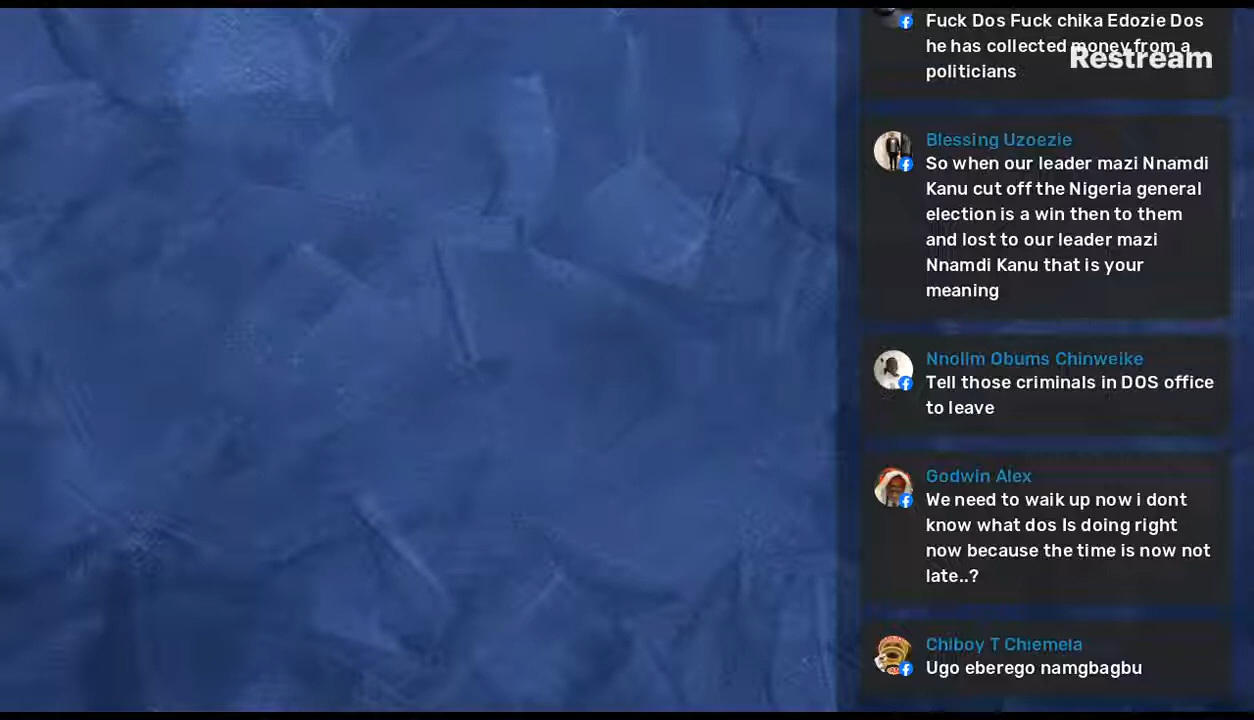 Fuck Dos Fuck chika Edozie Dos
he has collected money from a
politicians
Restream
Blessing Uzoezie
So when our leader mazi Nnamdi
Kanu cut off the Nigeria general
election is a win then to them
and lost to our leader mazi
Nnamdi Kanu that is your
meaning
Nnolim Obums Chinweike
Tell those criminals in DOS office
to leave
Godwin Alex
We need to waik up now i dont
know what dos Is doing right
now because the time is now not
late..?
Chiboy T Chiemela
Ugo eberego namgbagbu